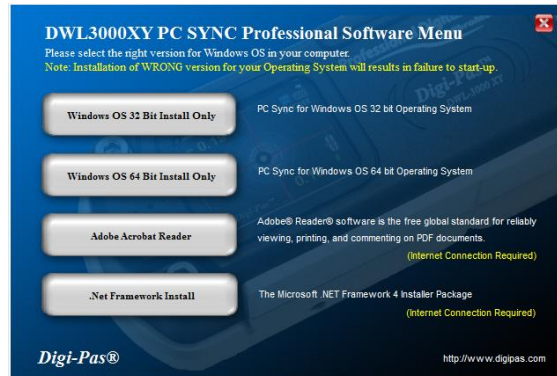 DWL3000XY PC SYNC Professional Software Menu
Please select the right version for Windows OS in your computer.
Note: Installation of WRONG version for your Operating System will results in failure to start-up.
Windows OS 32 Bit Install Only
PC Sync for Windows OS 32 bit Operating System
Windows OS 64 Bit Install Only
PC Sync for Windows OS 64 bit Operating System
Adobe Acrobat Reader
Adobe® Reader® software is the free global standard for reliably
viewing, printing, and commenting on PDF documents.
(Internet Connection Required)
.Net Framework Install
The Microsoft .NET Framework 4 Installer Package
(Internet Connection Required)
Digi-Pas®
http://www.digipas.com